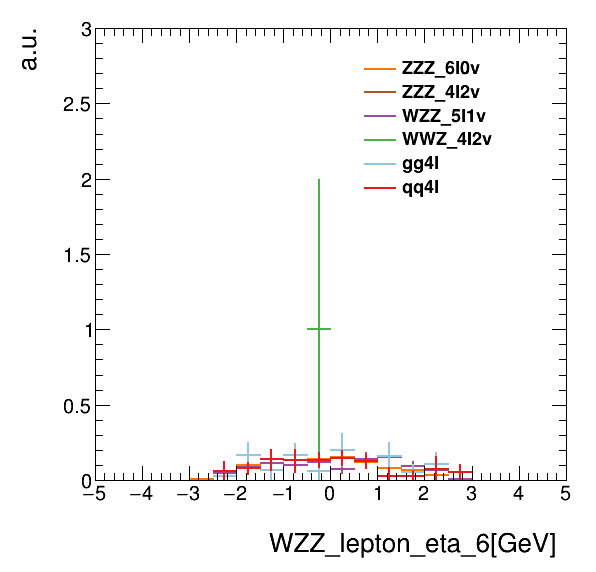 a.u.
3
2.5
2
1.5
1
0.5
0
ZZZ_6l0v
ZZZ_4l2v
WZZ_5l1v
WWZ_4l2v
gg4l
qq4l
−5 −4 −3 −2 −1 0 1 2 3 4 5
WZZ_lepton_eta_6[GeV]